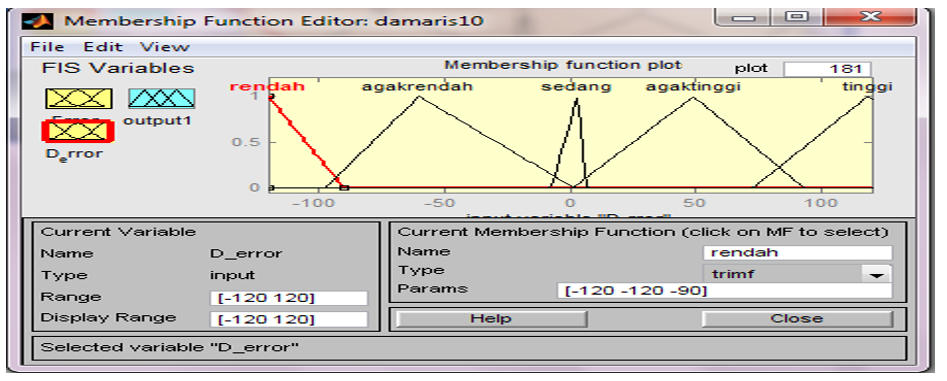 Membership Function Editor: damaris10
File Edit View
FIS Variables
Membership function plot
plot
181
output1
D_error
rendah
agakrendah
sedang
agaktinggi
tinggi
1
0.5
0
-100
-50
0
50
100
input variable "D_error"
Current Variable
Name
D_error
Type
input
Range
[-120 120]
Display Range
[-120 120]
Current Membership Function (click on MF to select)
Name
rendah
Type
trimf
Params
[-120 -120 -90]
Help
Close
Selected variable "D_error"